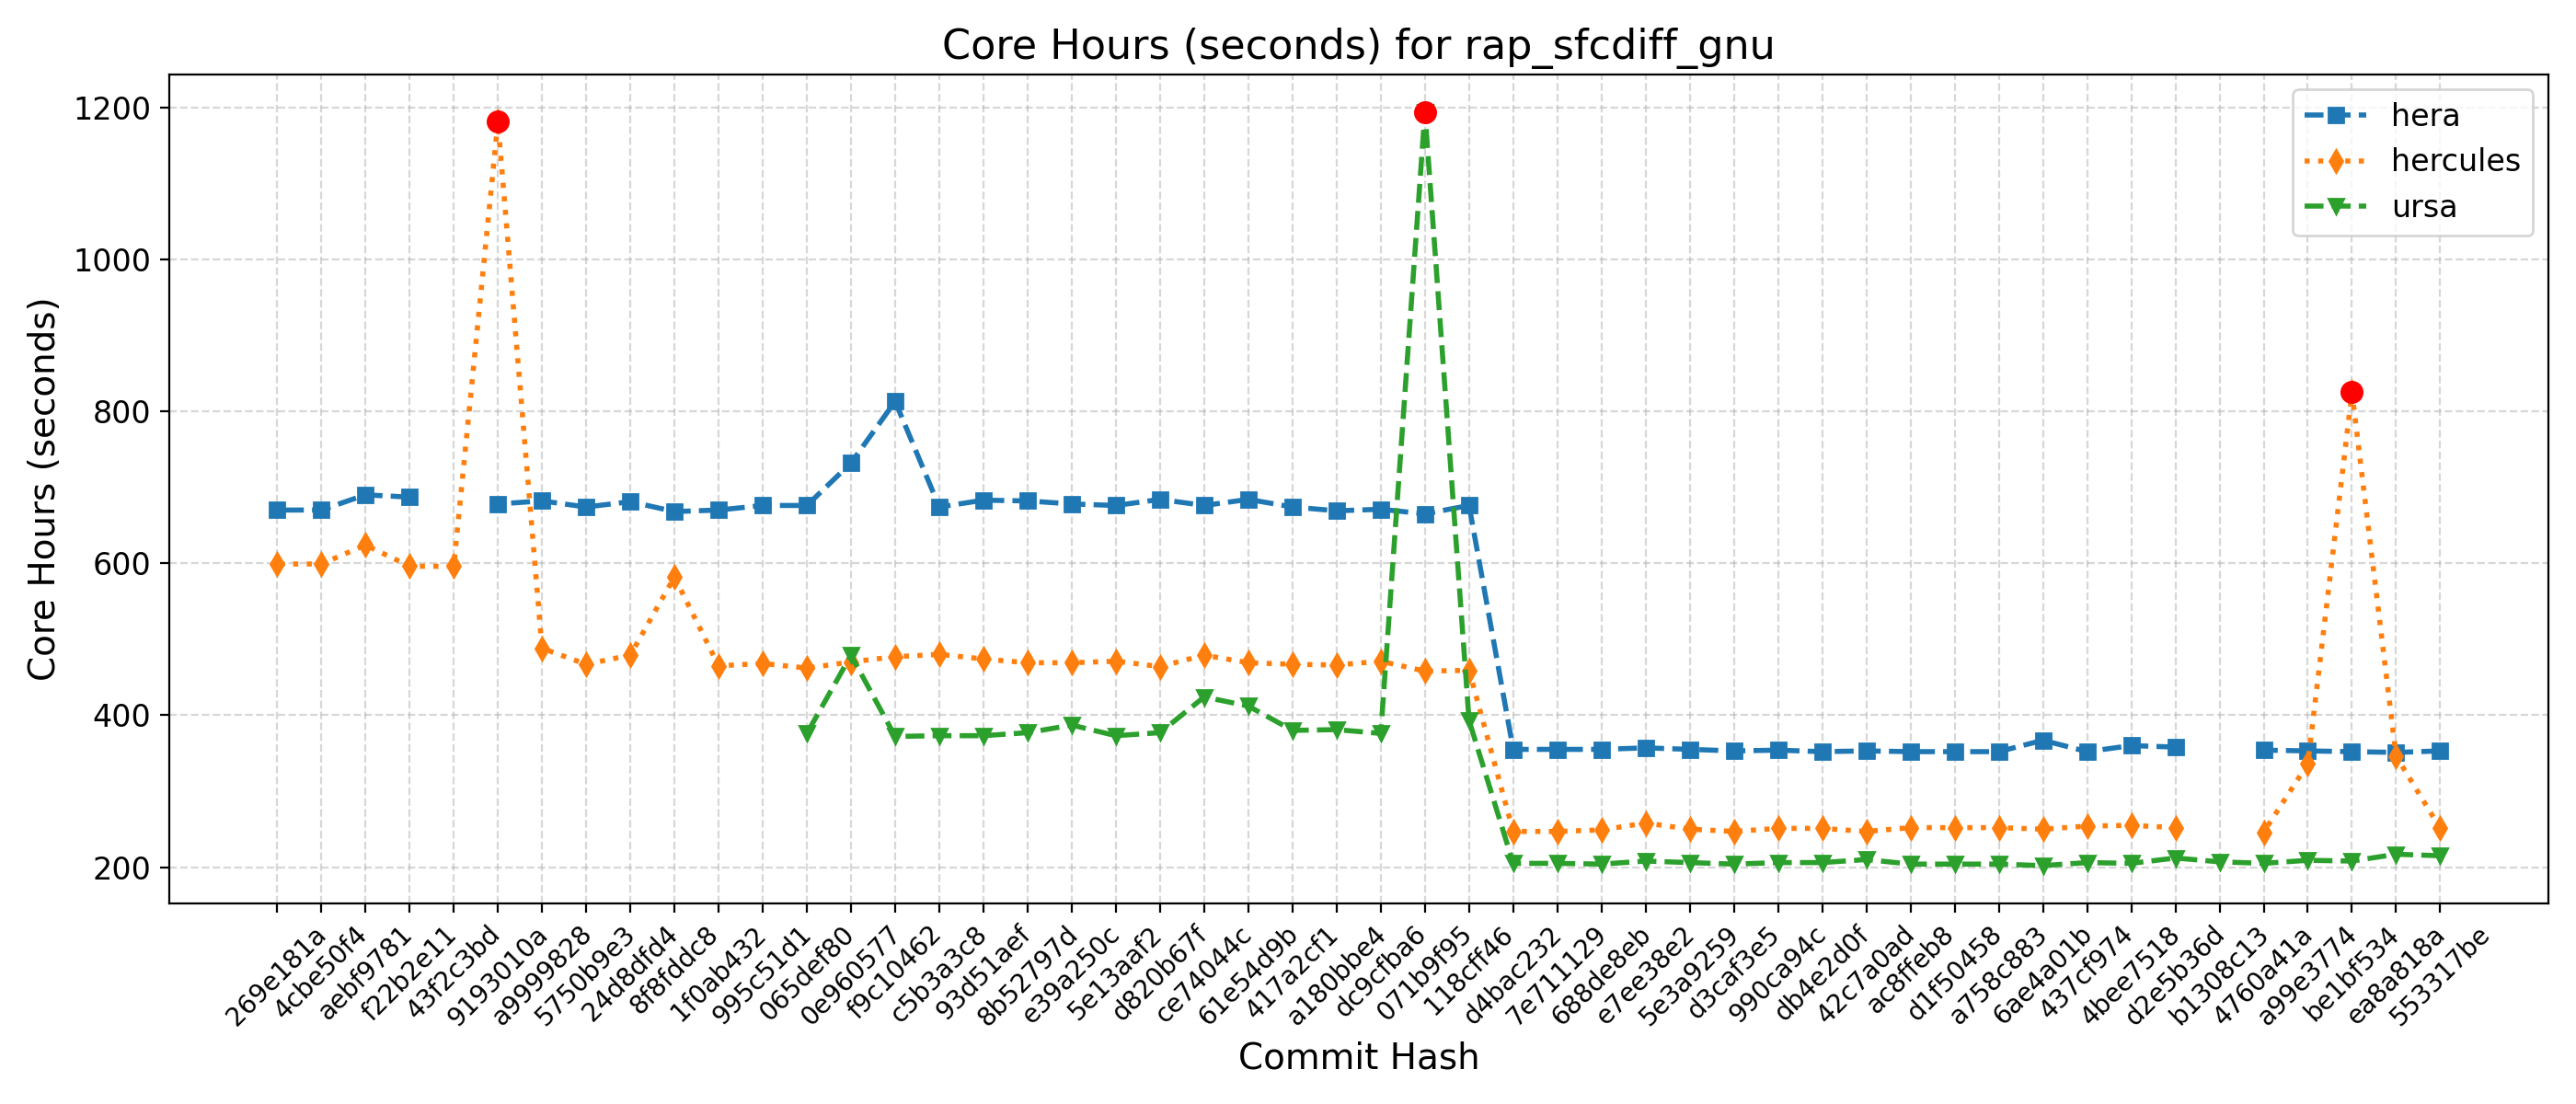 Core Hours (seconds) for rap_sfcdiff_gnu
Core Hours (seconds)
1200
1000
800
600
400
200
hera
hercules
ursa
269e181a
4cbe50f4
aebf9781
f22b2e11
43f2c3bd
9193010a
a9999828
5750b9e3
24d8dfd4
8f8fddc8
1f0ab432
995c51d1
065def80
0e960577
f9c10462
c5b3a3c8
93d51aef
8b52797d
e39a250c
5e13aaf2
d820b67f
ce74044c
61e54d9b
417a2cf1
a180bbe4
dc9cfba6
071b9f95
118cff46
d4bac232
7e711129
688de8eb
e7ee38e2
5e3a9259
d3caf3e5
990ca94c
db4e2d0f
42c7a0ad
ac8ffeb8
d1f50458
a758c883
6ae4a01b
437cf974
4bee7518
d2e5b36d
b1308c13
4760a41a
a99e3774
be1bf534
ea8a818a
553317be
Commit Hash